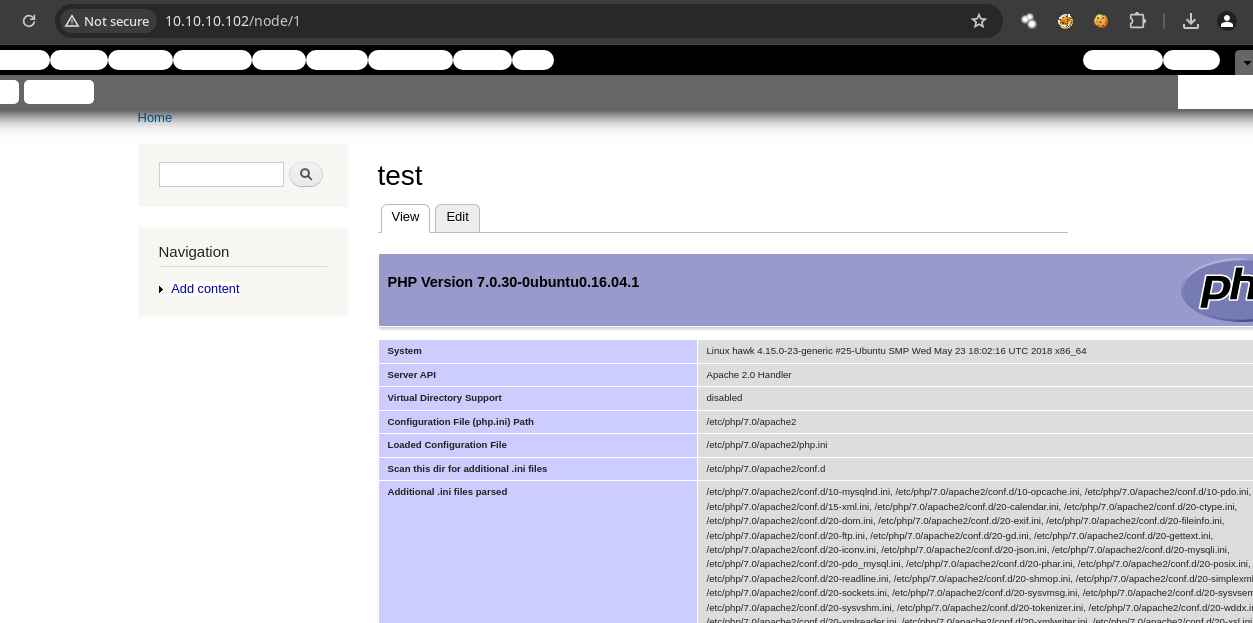 Not secure 10.10.10.102/node/1
Home
test
View Edit
Navigation
Add content
PHP Version 7.0.30-0ubuntu0.16.04.1
System Linux hawk 4.15.0-23-generic #25-Ubuntu SMP Wed May 23 18:02:16 UTC 2018 x86_64
Server API Apache 2.0 Handler
Virtual Directory Support disabled
Configuration File (php.ini) Path /etc/php/7.0/apache2
Loaded Configuration File /etc/php/7.0/apache2/php.ini
Scan this dir for additional .ini files /etc/php/7.0/apache2/conf.d
Additional .ini files parsed /etc/php/7.0/apache2/conf.d/10-mysqlnd.ini, /etc/php/7.0/apache2/conf.d/10-opcache.ini, /etc/php/7.0/apache2/conf.d/10-pdo.ini,
/etc/php/7.0/apache2/conf.d/15-xml.ini, /etc/php/7.0/apache2/conf.d/20-calendar.ini, /etc/php/7.0/apache2/conf.d/20-ctype.ini,
/etc/php/7.0/apache2/conf.d/20-dom.ini, /etc/php/7.0/apache2/conf.d/20-exif.ini, /etc/php/7.0/apache2/conf.d/20-fileinfo.ini,
/etc/php/7.0/apache2/conf.d/20-ftp.ini, /etc/php/7.0/apache2/conf.d/20-gd.ini, /etc/php/7.0/apache2/conf.d/20-gettext.ini,
/etc/php/7.0/apache2/conf.d/20-iconv.ini, /etc/php/7.0/apache2/conf.d/20-json.ini, /etc/php/7.0/apache2/conf.d/20-mysqli.ini,
/etc/php/7.0/apache2/conf.d/20-pdo_mysql.ini, /etc/php/7.0/apache2/conf.d/20-phar.ini, /etc/php/7.0/apache2/conf.d/20-posix.ini,
/etc/php/7.0/apache2/conf.d/20-readline.ini, /etc/php/7.0/apache2/conf.d/20-shmop.ini,
/etc/php/7.0/apache2/conf.d/20-sockets.ini, /etc/php/7.0/apache2/conf.d/20-sysvmsg.ini,
/etc/php/7.0/apache2/conf.d/20-sysvshm.ini, /etc/php/7.0/apache2/conf.d/20-tokenizer.ini,
/etc/php/7.0/apache2/conf.d/20-xmlreader.ini, /etc/php/7.0/apache2/conf.d/20-xmlwriter.ini,